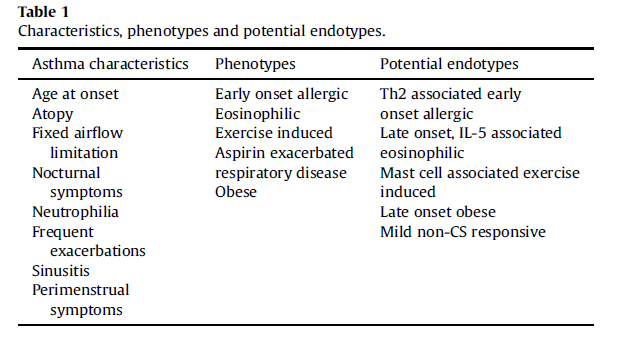 Table 1
Characteristics, phenotypes and potential endotypes.
Asthma characteristics Phenotypes Potential endotypes
Age at onset Early onset allergic Th2 associated early
Atopy Eosinophilic onset allergic
Fixed airflow Exercise induced Late onset, IL-5 associated
limitation Aspirin exacerbated eosinophilic
Nocturnal respiratory disease Mast cell associated exercise
symptoms Obese induced
Neutrophilia Late onset obese
Frequent Mild non-CS responsive
exacerbations
Sinusitis
Perimenstrual
symptoms